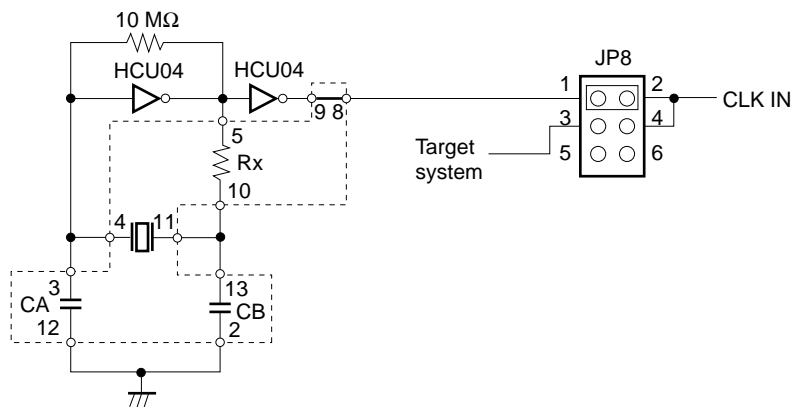 10 MΩ
HCU04
HCU04
JP8
1
2
CLK IN
9
8
3
4
5
Target
system
5
6
Rx
10
4
11
3
CA
12
13
CB
2